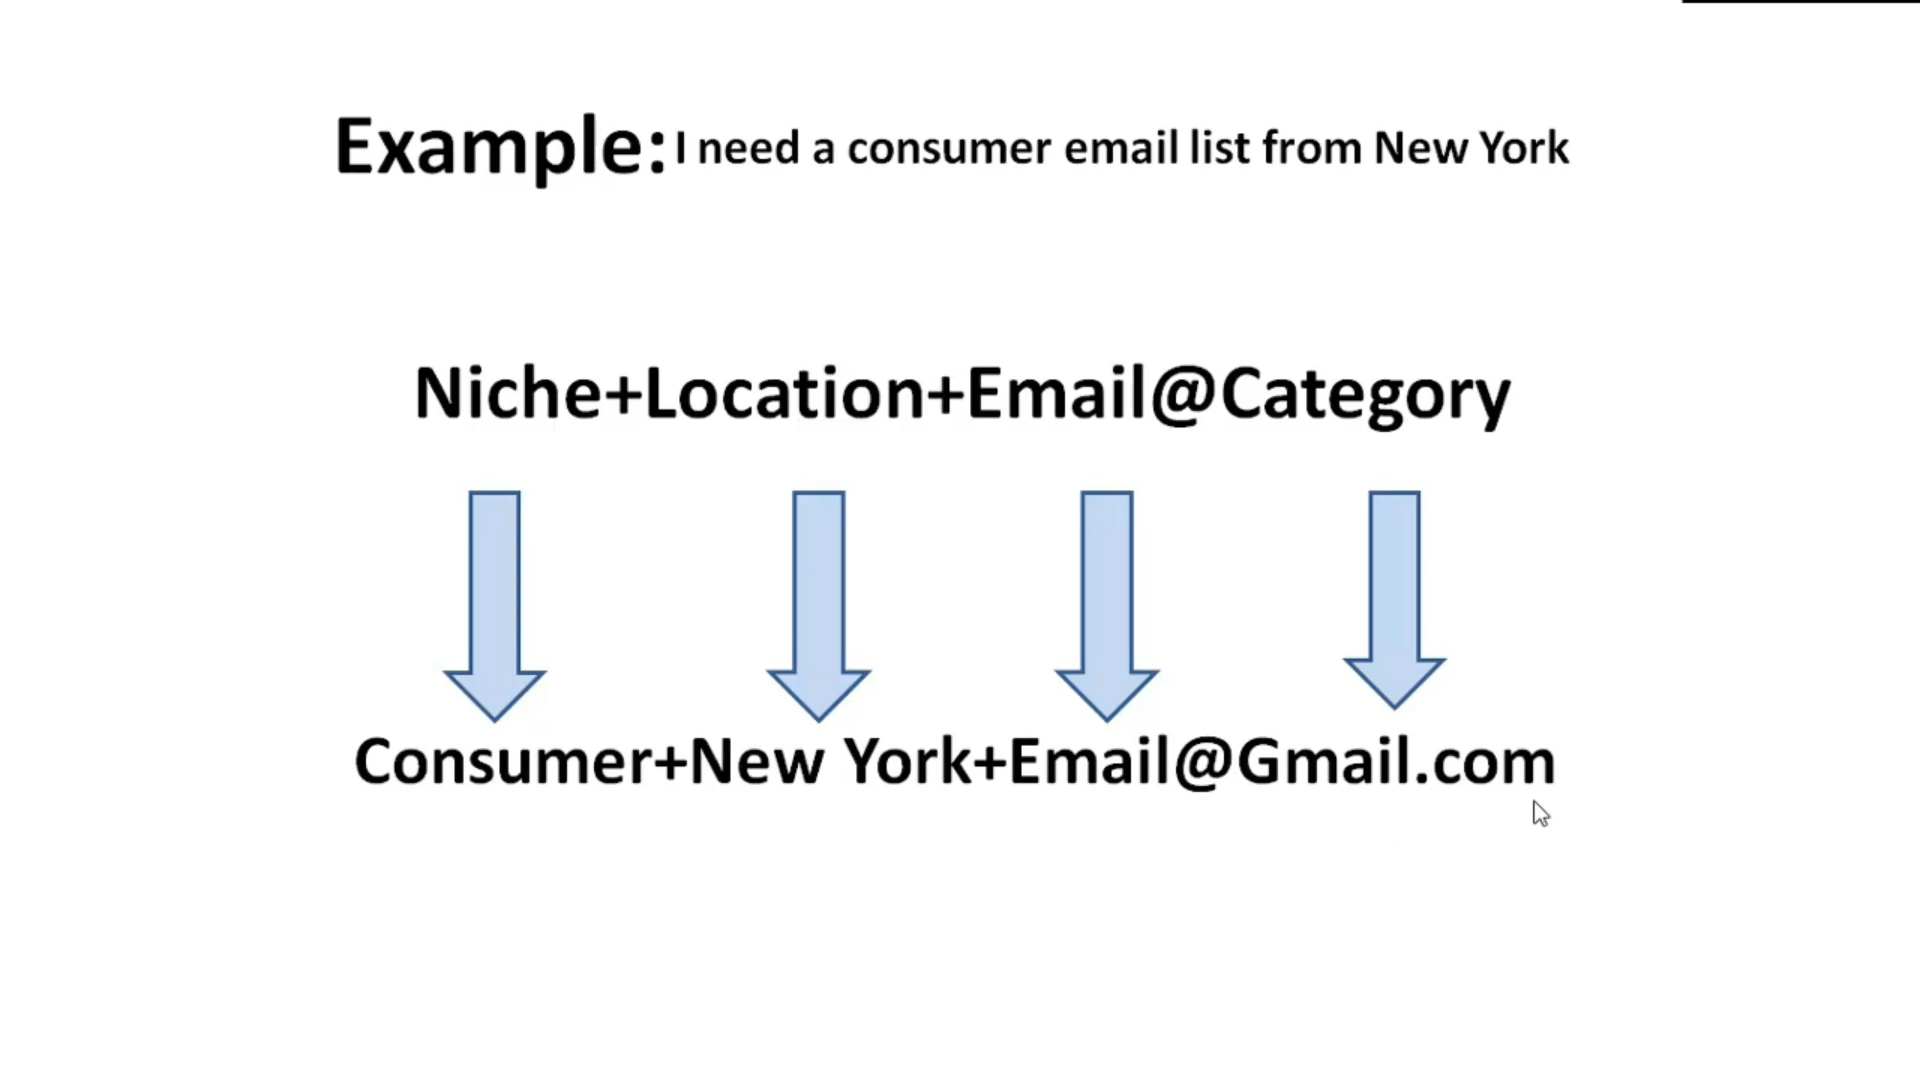 Example: I need a consumer email list from New York
Niche+Location+Email@Category
Consumer+New York+Email@Gmail.com